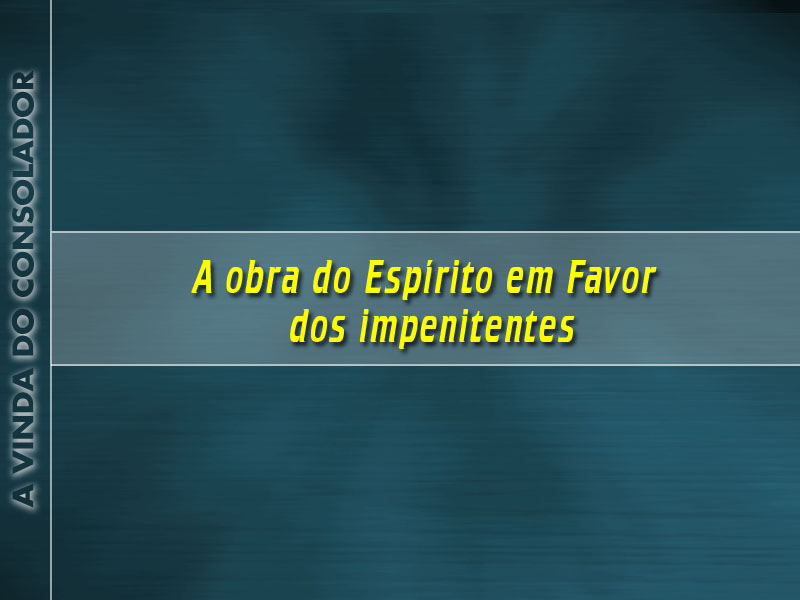 A VINDA DO CONSOLADOR
A obra do Espírito em Favor
dos impenitentes